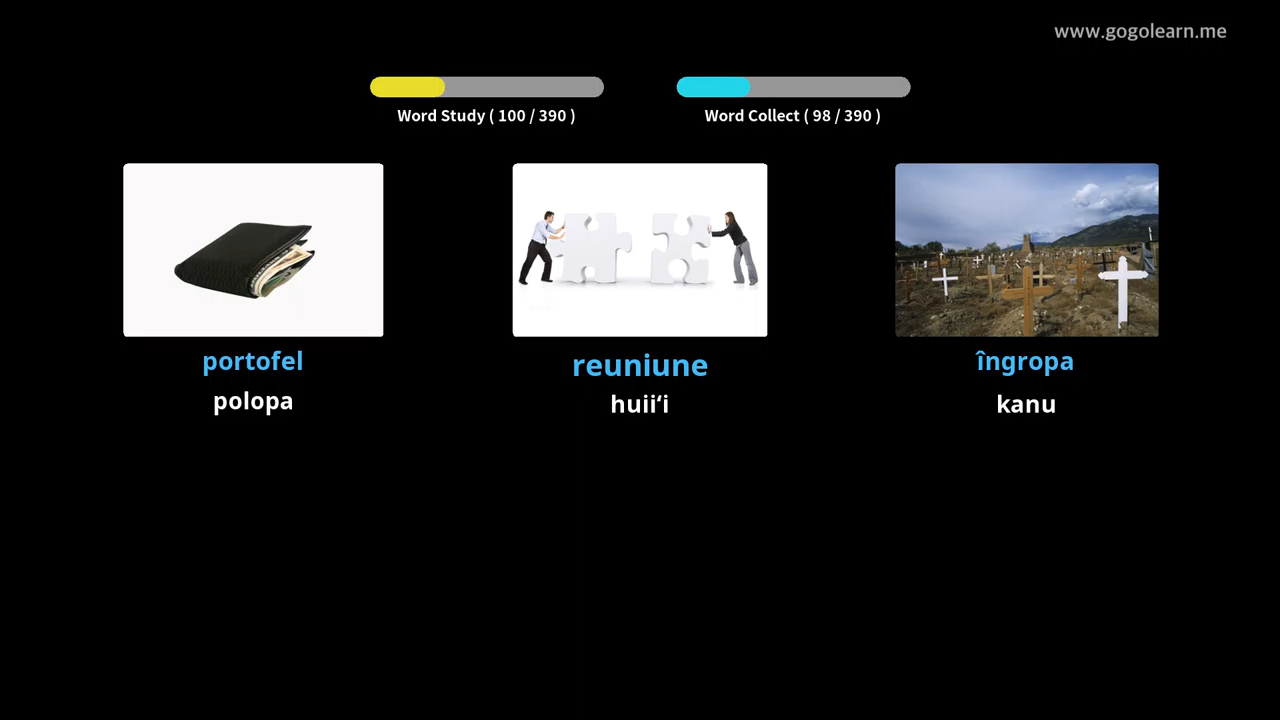 www.gogolearn.me
Word Study ( 100 / 390 )
Word Collect ( 98 / 390 )
portofel
polopa
reuniune
huiiʻi
îngropa
kanu